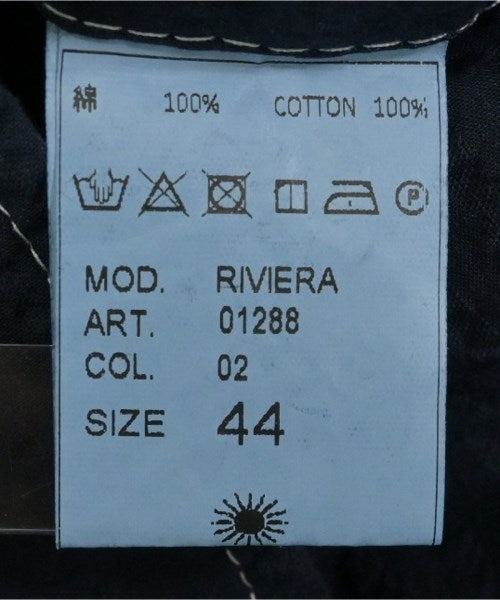 綿 100% COTTON 100%
P
MOD. RIVIERA
ART. 01288
COL. 02
SIZE 44